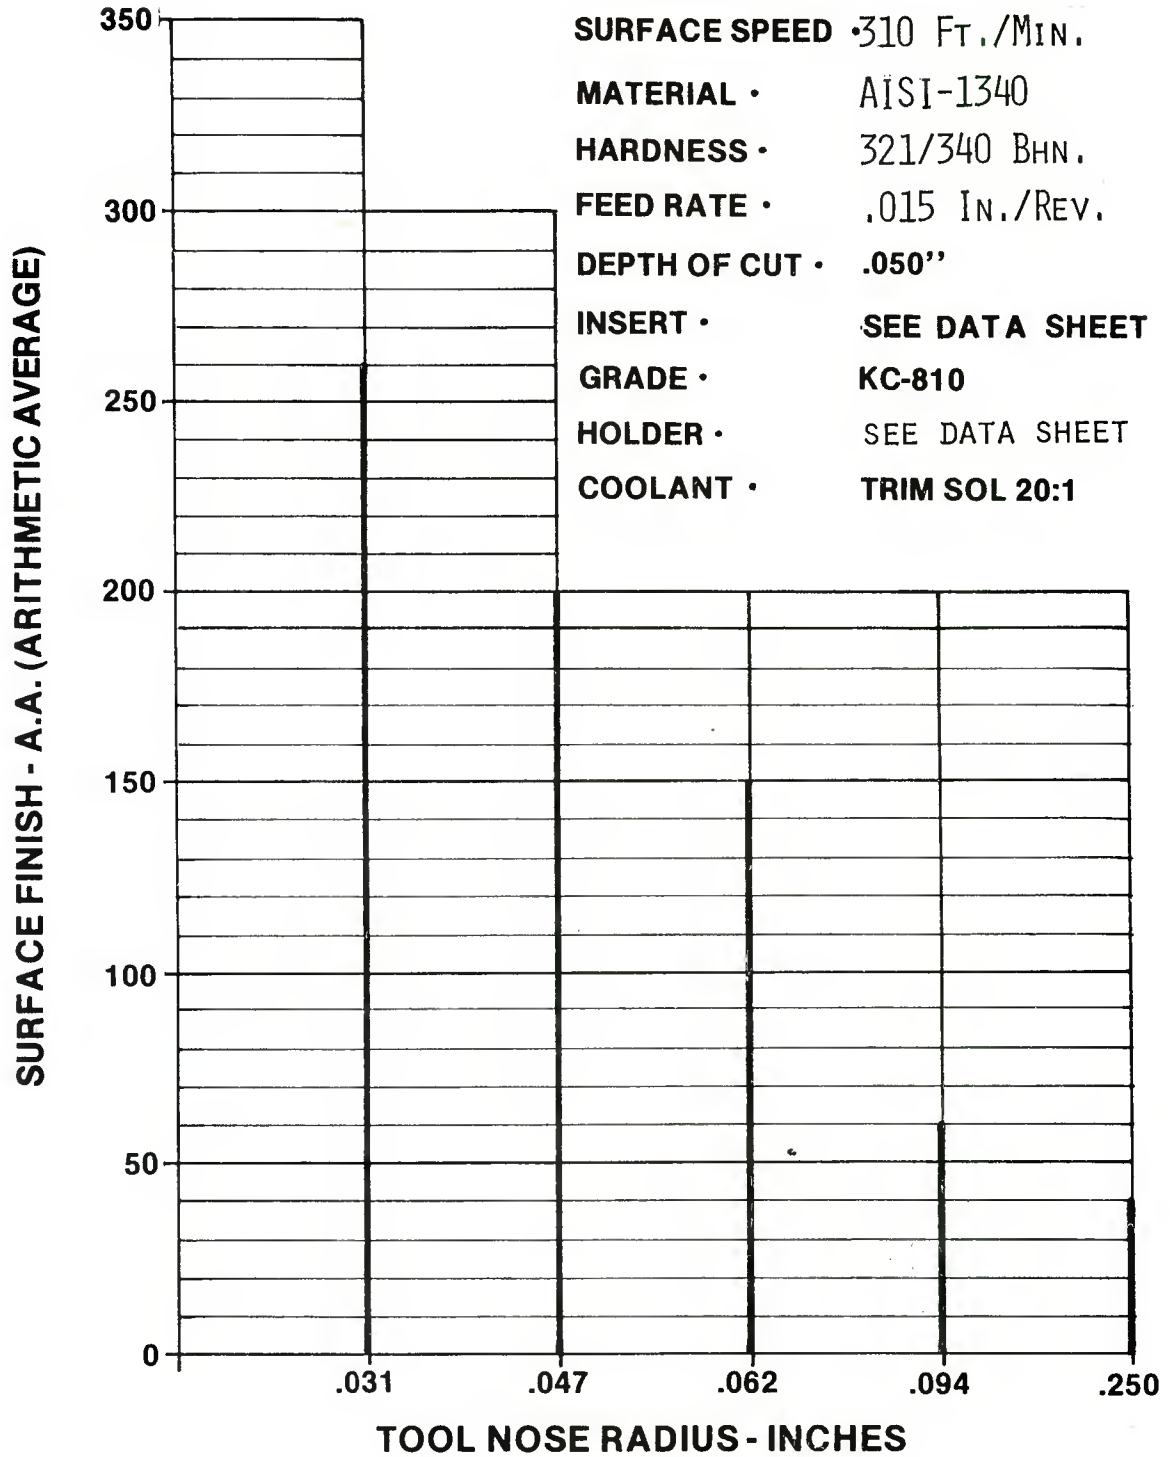 SURFACE SPEED • 310 FT./MIN.
MATERIAL • AISI-1340
HARDNESS • 321/340 BHN.
FEED RATE • .015 IN./REV.
DEPTH OF CUT • .050”
INSERT • SEE DATA SHEET
GRADE • KC-810
HOLDER • SEE DATA SHEET
COOLANT • TRIM SOL 20:1
SURFACE FINISH - A.A. (ARITHMETIC AVERAGE)
350
300
250
200
150
100
50
0
.031 .047 .062 .094 .250
TOOL NOSE RADIUS - INCHES